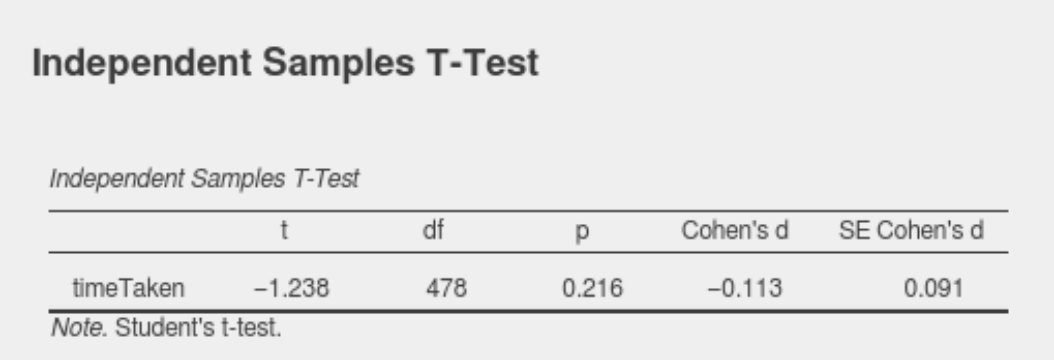 Independent Samples T-Test
Independent Samples T-Test
t df p Cohen's d SE Cohen's d
timeTaken −1.238 478 0.216 −0.113 0.091
Note. Student's t-test.